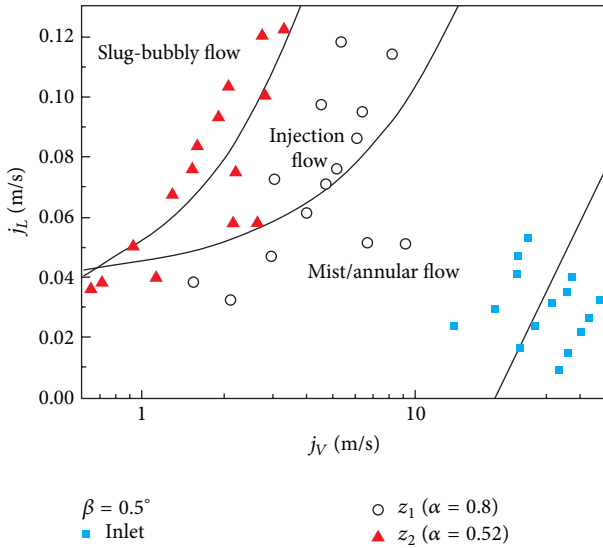 0.12
0.10
0.08
0.06
0.04
0.02
0.00
j_L (m/s)
Slug-bubbly flow
Injection
flow
Mist/annular flow
1
10
j_V (m/s)
β = 0.5°
Inlet
z_1 (α = 0.8)
z_2 (α = 0.52)